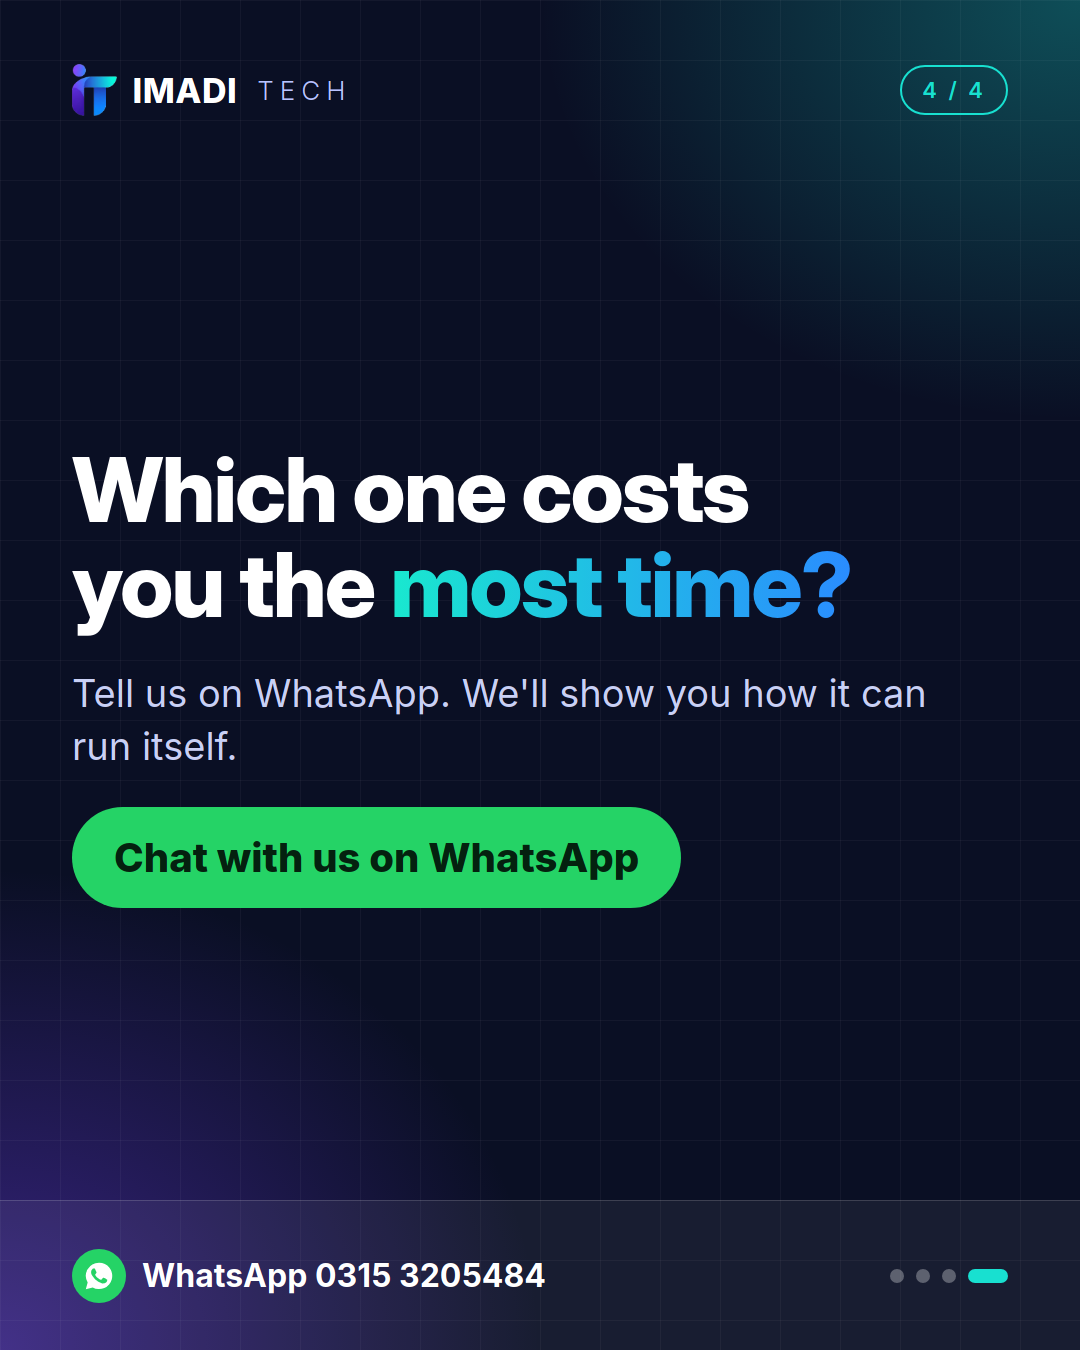 IMADI TECH
4 / 4
Which one costs
you the most time?
Tell us on WhatsApp. We'll show you how it can
run itself.
Chat with us on WhatsApp
WhatsApp 0315 3205484